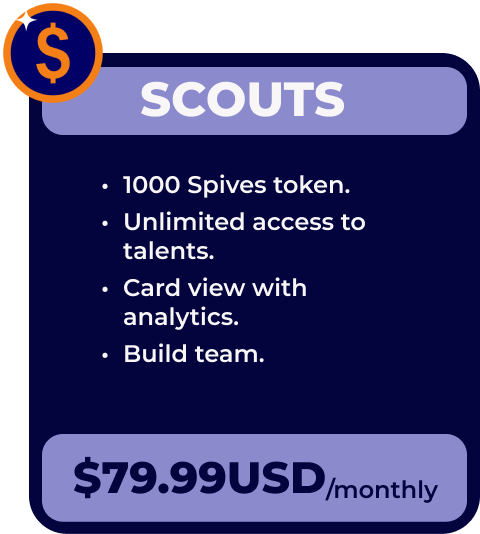 $
SCOUTS
• 1000 Spives token.
• Unlimited access to
talents.
• Card view with
analytics.
• Build team.
$79.99USD/monthly